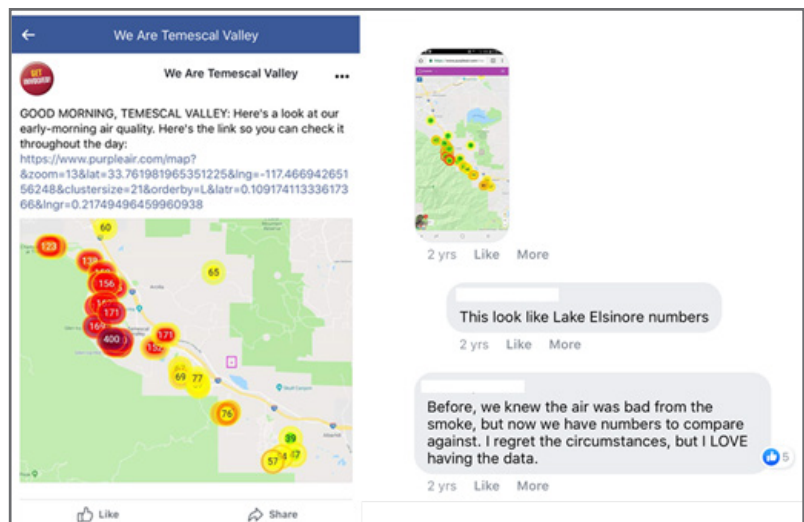 We Are Temescal Valley
GET
INVOLVED!
We Are Temescal Valley
GOOD MORNING, TEMESCAL VALLEY: Here's a look at our
early-morning air quality. Here's the link so you can check it
throughout the day:
https://www.purpleair.com/map?
&zoom=13&lat=33.761981965351225&lng=-117.466942651
56248&clustersize=21&orderby=L&latr=0.109174113336173
66&lngr=0.21749496459960938
60
123
65
156
171
169
400
171
69
77
76
39
57
Like
Share
2 yrs Like More
This look like Lake Elsinore numbers
2 yrs Like More
Before, we knew the air was bad from the
smoke, but now we have numbers to compare
against. I regret the circumstances, but I LOVE
having the data.
5
2 yrs Like More